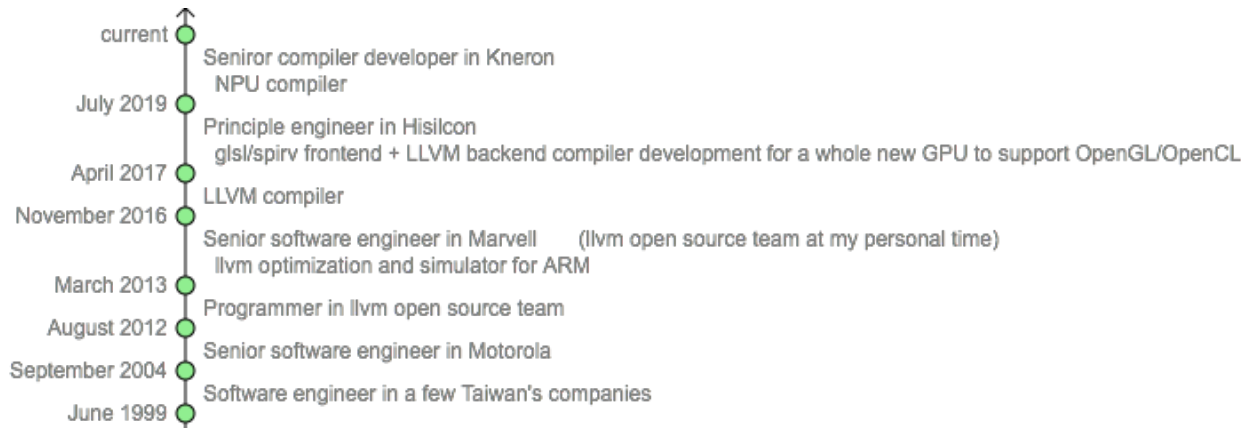 current
Seniror compiler developer in Kneron
NPU compiler
July 2019
Principle engineer in Hisilcon
glsl/spirv frontend + LLVM backend compiler development for a whole new GPU to support OpenGL/OpenCL
April 2017
LLVM compiler
November 2016
Senior software engineer in Marvell (llvm open source team at my personal time)
llvm optimization and simulator for ARM
March 2013
Programmer in llvm open source team
August 2012
Senior software engineer in Motorola
September 2004
Software engineer in a few Taiwan's companies
June 1999